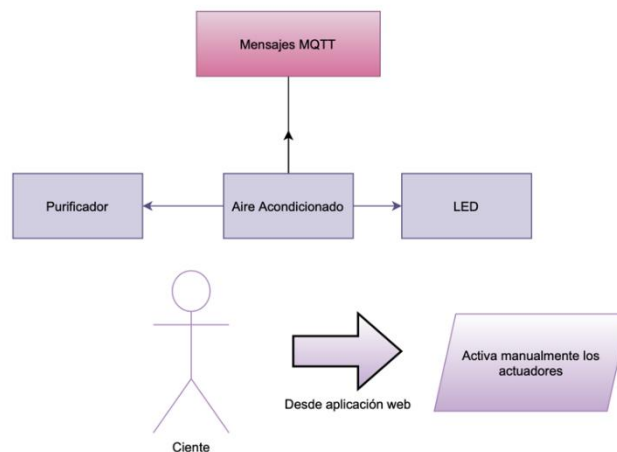 Mensajes MQTT
Purificador
Aire Acondicionado
LED
Desde aplicación web
Activa manualmente los
actuadores
Ciente